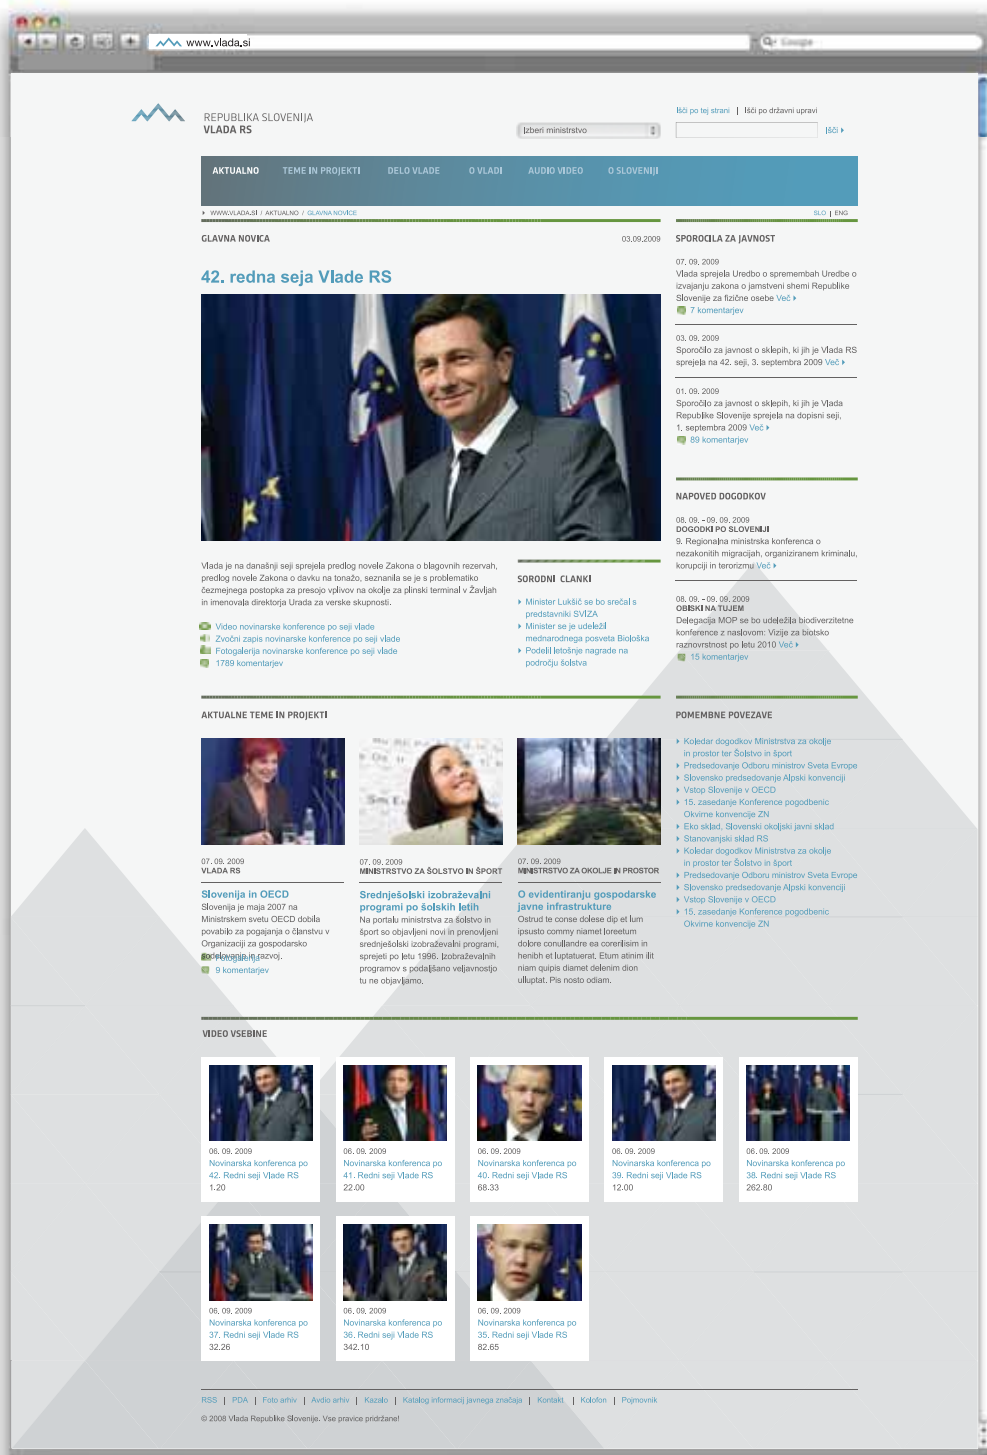 www.vlada.si
Google
REPUBLIKA SLOVENIJA
VLADA RS
Izberi ministrstvo
Išči po tej strani | Išči po državni upravi
Išči
AKTUALNO TEME IN PROJEKTI DELO VLADE O VLADI AUDIO VIDEO O SLOVENIJI
WWW.VLADA.SI / AKTUALNO / GLAVNA NOVICE
SLO | ENG
GLAVNA NOVICA 03.09.2009
42. redna seja Vlade RS
Vlada je na današnji seji sprejela predlog novele Zakona o blagovnih rezervah,
predlog novele Zakona o davku na tonažo, seznanila se je s problematiko
čezmejnega postopka za presojo vplivov na okolje za plinski terminal v Žavljah
in imenovala direktorja Urada za verske skupnosti.
Video novinarske konference po seji vlade
Zvočni zapis novinarske konference po seji vlade
Fotogalerija novinarske konference po seji vlade
1789 komentarjev
SORODNI CLANKI
Minister Lukšič se bo srečal s
predstavniki SVIZA
Minister se je udeležil
mednarodnega posveta Biološka
Podelil letošnje nagrade na
področju šolstva
SPOROCILA ZA JAVNOST
07. 09. 2009
Vlada sprejela Uredbo o spremembah Uredbe o
izvajanju zakona o jamstveni shemi Republike
Slovenije za fizične osebe Več
7 komentarjev
03. 09. 2009
Sporočilo za javnost o sklepih, ki jih je Vlada RS
sprejela na 42. seji, 3. septembra 2009 Več
01. 09. 2009
Sporočilo za javnost o sklepih, ki jih je Vlada
Republike Slovenije sprejela na dopisni seji,
1. septembra 2009 Več
89 komentarjev
NAPOVED DOGODKOV
08. 09. - 09. 09. 2009
DOGODKI PO SLOVENIJI
9. Regionalna ministrska konferenca o
nezakonitih migracijah, organiziranem kriminalu,
korupciji in terorizmu Več
08. 09. - 09. 09. 2009
OBISKI NA TUJEM
Delegacija MOP se bo udeležila biodiverzitetne
konference z naslovom: Vizije za biotsko
raznovrstnost po letu 2010 Več
15 komentarjev
AKTUALNE TEME IN PROJEKTI
07. 09. 2009
VLADA RS
Slovenija in OECD
Slovenija je maja 2007 na
Ministrskem svetu OECD dobila
povabilo za pogajanja o članstvu v
Organizaciji za gospodarsko
sodelovanje in razvoj.
Fotogalerija
9 komentarjev
07. 09. 2009
MINISTRSTVO ZA ŠOLSTVO IN ŠPORT
Srednješolski izobraževalni
programi po šolskih letih
Na portalu ministrstva za šolstvo in
šport so objavljeni novi in prenovljeni
srednješolski izobraževalni programi,
sprejeti po letu 1996. Izobraževalnih
programov s podaljšano veljavnostjo
tu ne objavljamo.
07. 09. 2009
MINISTRSTVO ZA OKOLJE IN PROSTOR
O evidentiranju gospodarske
javne infrastrukture
Ostrud te conse dolese dip et lum
ipsusto commy niamet loreetum
dolore conullandre ea corerilisim in
henibh et luptatuerat. Etum atinim ilit
niam quipis diamet delenim dion
ulluptat. Pis nosto odiam.
POMEMBNE POVEZAVE
Koledar dogodkov Ministrstva za okolje
in prostor ter Šolstvo in šport
Predsedovanje Odboru ministrov Sveta Evrope
Slovensko predsedovanje Alpski konvenciji
Vstop Slovenije v OECD
15. zasedanje Konference pogodbenic
Okvirne konvencije ZN
Eko sklad, Slovenski okoljski javni sklad
Stanovanjski sklad RS
Koledar dogodkov Ministrstva za okolje
in prostor ter Šolstvo in šport
Predsedovanje Odboru ministrov Sveta Evrope
Slovensko predsedovanje Alpski konvenciji
Vstop Slovenije v OECD
15. zasedanje Konference pogodbenic
Okvirne konvencije ZN
VIDEO VSEBINE
06. 09. 2009
Novinarska konferenca po
42. Redni seji Vlade RS
1.20
06. 09. 2009
Novinarska konferenca po
41. Redni seji Vlade RS
22.00
06. 09. 2009
Novinarska konferenca po
40. Redni seji Vlade RS
68.33
06. 09. 2009
Novinarska konferenca po
39. Redni seji Vlade RS
12.00
06. 09. 2009
Novinarska konferenca po
38. Redni seji Vlade RS
262.80
06. 09. 2009
Novinarska konferenca po
37. Redni seji Vlade RS
32.26
06. 09. 2009
Novinarska konferenca po
36. Redni seji Vlade RS
342.10
06. 09. 2009
Novinarska konferenca po
35. Redni seji Vlade RS
82.65
RSS | PDA | Foto arhiv | Avdio arhiv | Kazalo | Katalog informacij javnega značaja | Kontakt | Kolofon | Pojmovnik
© 2008 Vlada Republike Slovenije. Vse pravice pridržane!